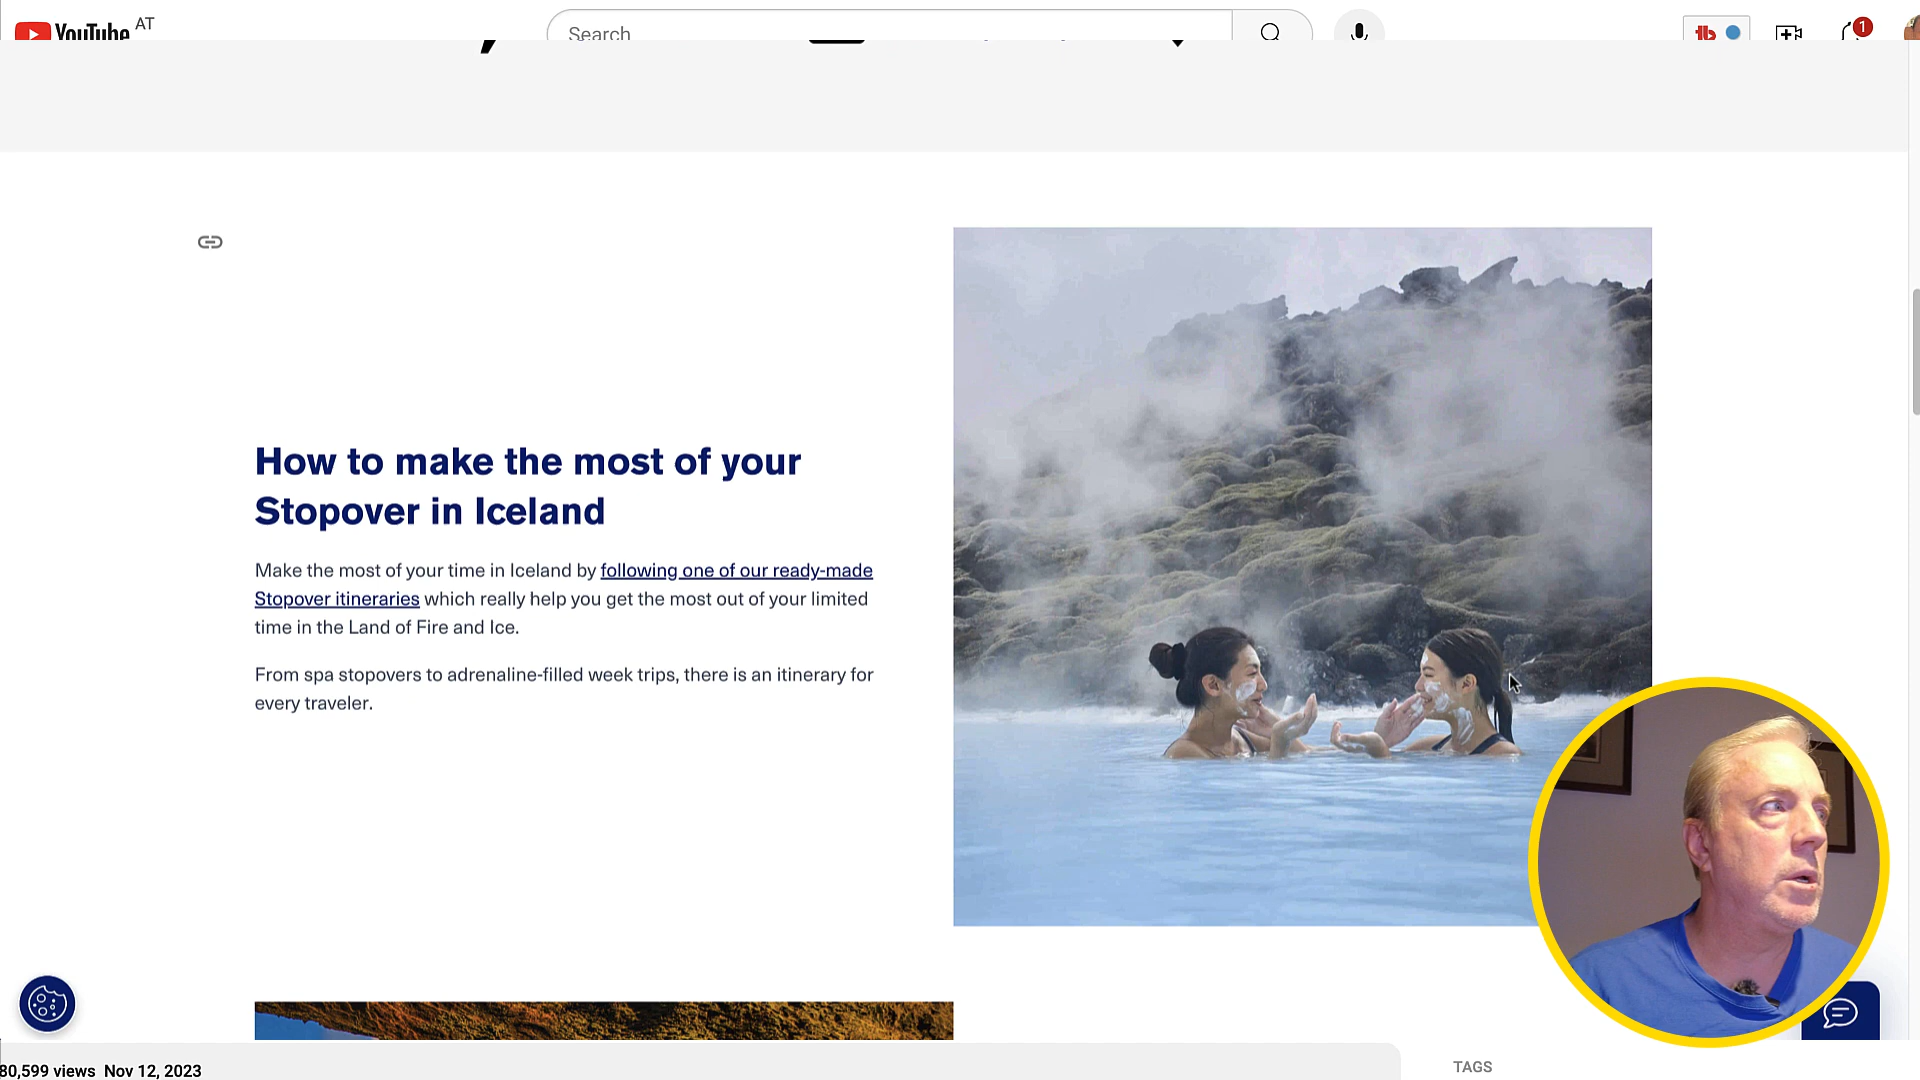 YouTube AT
Search
1
How to make the most of your
Stopover in Iceland
Make the most of your time in Iceland by following one of our ready-made
Stopover itineraries which really help you get the most out of your limited
time in the Land of Fire and Ice.
From spa stopovers to adrenaline-filled week trips, there is an itinerary for
every traveler.
80,599 views Nov 12, 2023
TAGS